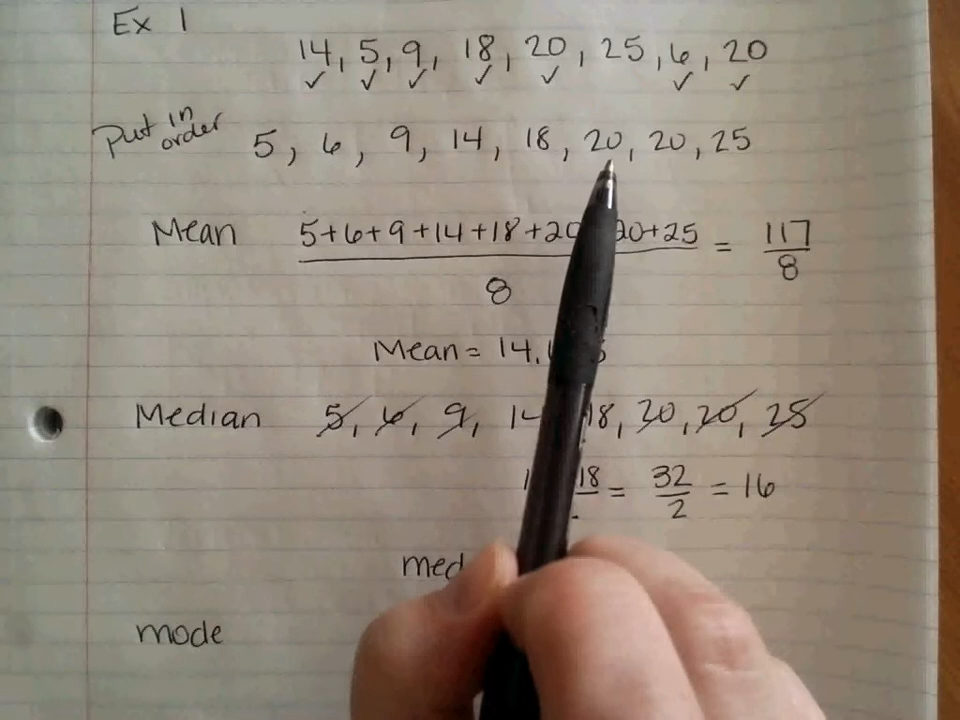 Ex 1
14, 5, 9, 18, 20, 25, 6, 20
Put in order 5, 6, 9, 14, 18, 20, 20, 25
Mean 5+6+9+14+18+20 20+25 = 117
8 8
Mean = 14.
Median 5, 6, 9, 14 18, 20, 20, 25
18 = 32 = 16
2
med
mode